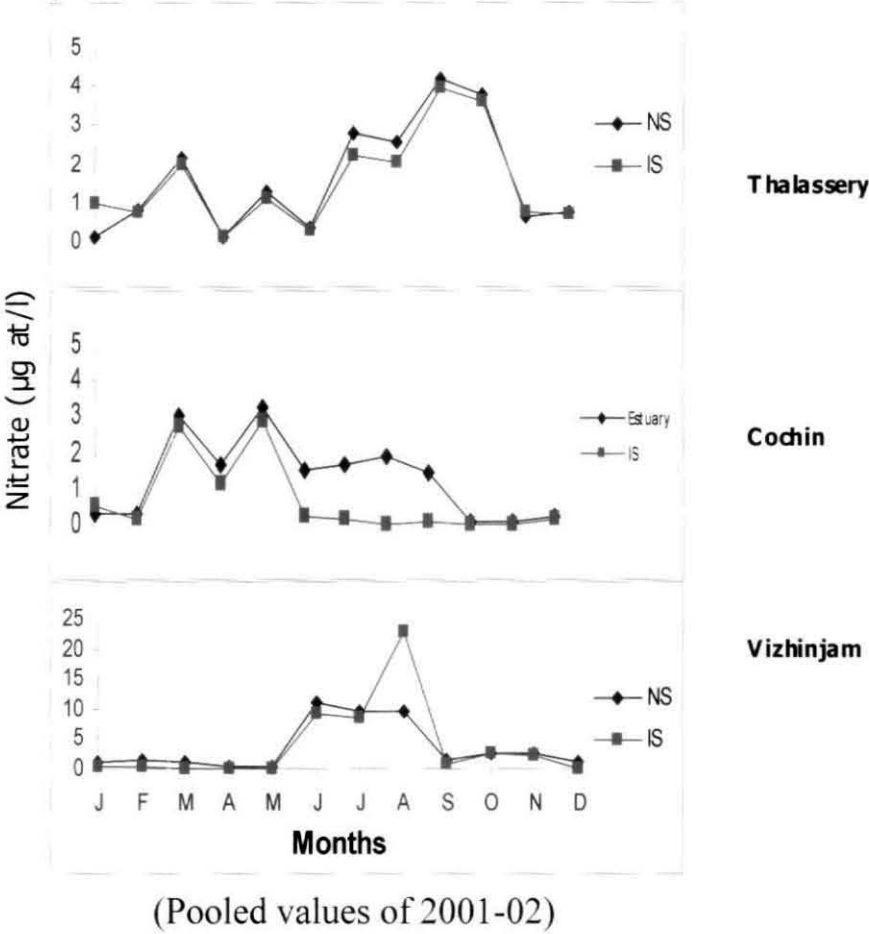 5
4
3
2
1
0
NS
IS
Thalassery
5
4
3
2
1
0
Estuary
IS
Cochin
Nitrate (µg at/l)
25
20
15
10
5
0
NS
IS
Vizhinjam
J F M A M J J A S O N D
Months
(Pooled values of 2001-02)